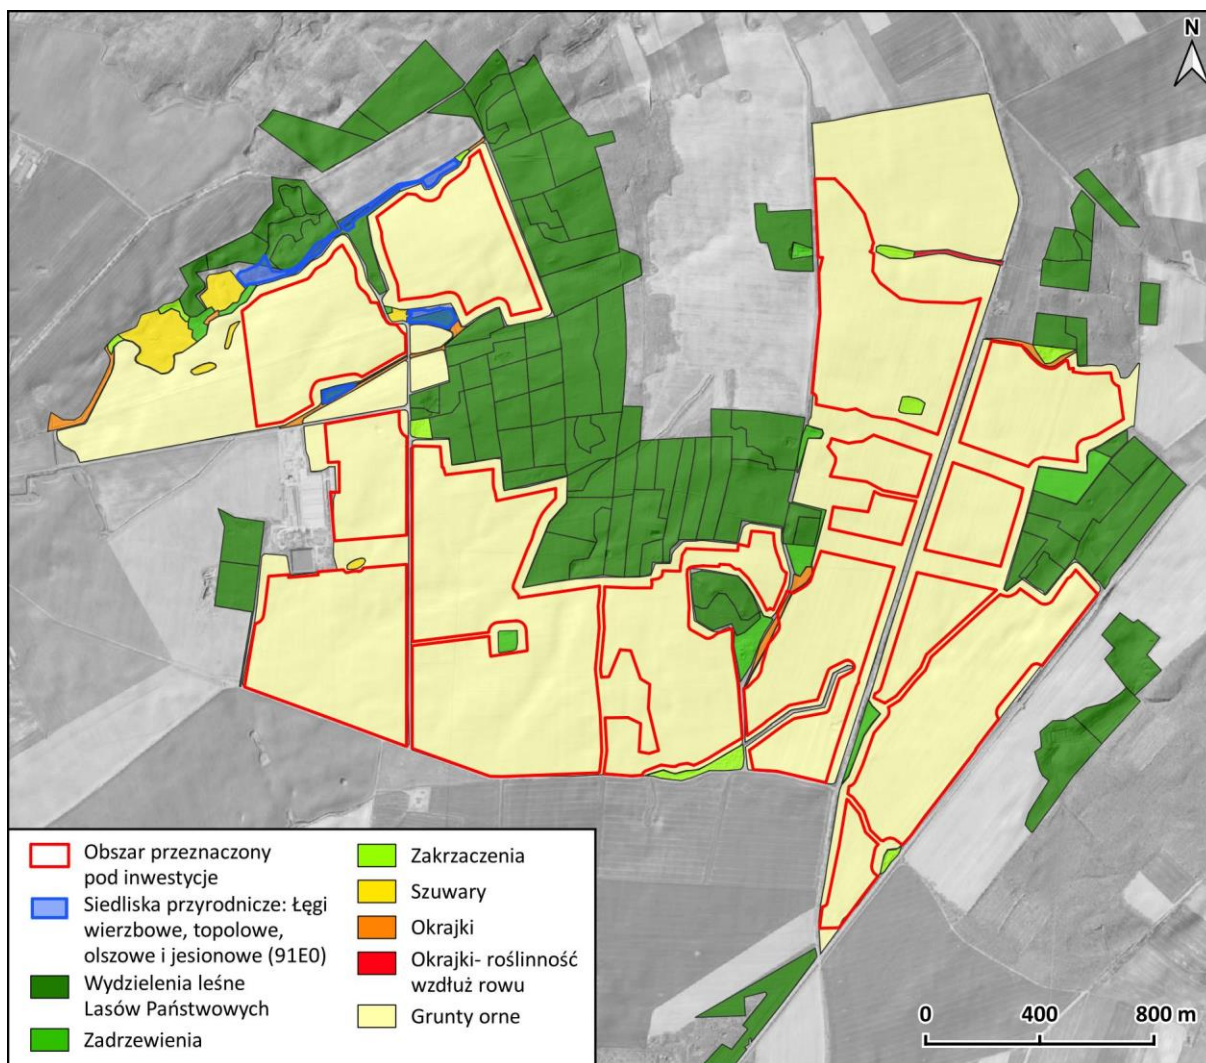 N
Obszar przeznaczony
pod inwestycje
Siedliska przyrodnicze: Łęgi
wierzbowe, topolowe,
olszowe i jesionowe (91E0)
Wydzielenia leśne
Lasów Państwowych
Zadrzewienia
Zakrzaczenia
Szuwary
Okrajki
Okrajki- roślinność
wzdłuż rowu
Grunty orne
0 400 800 m